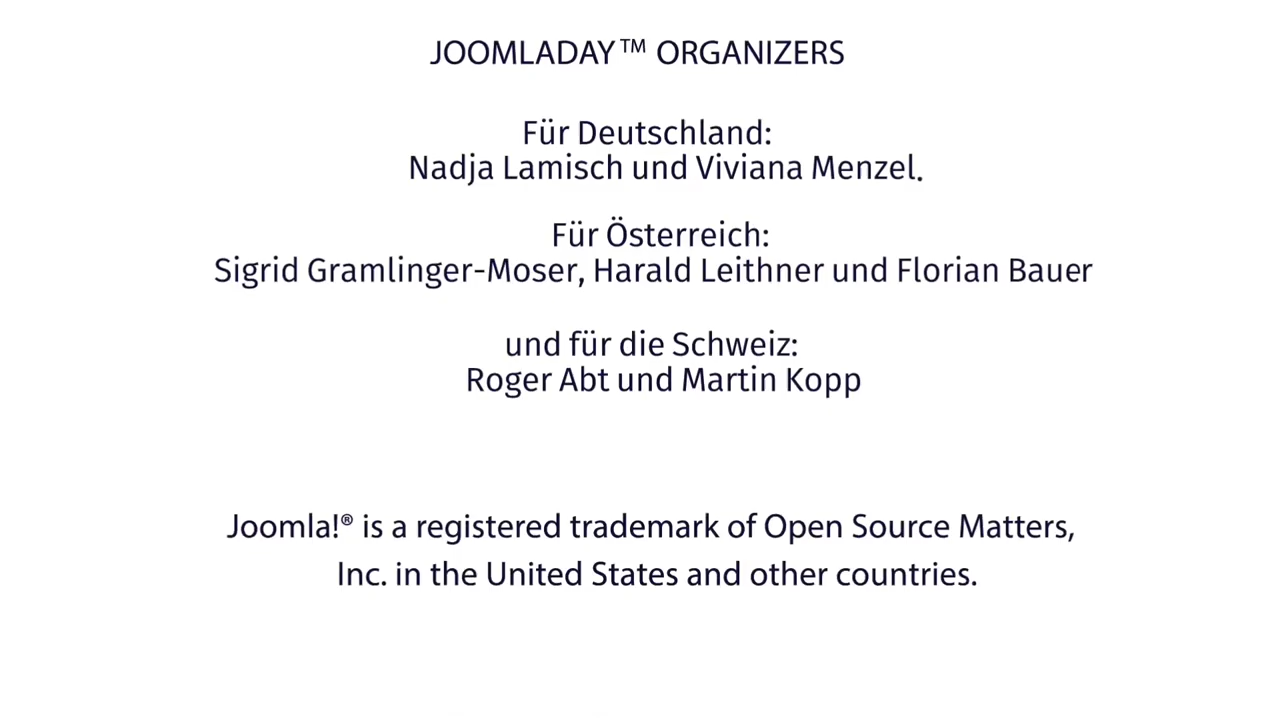 JOOMLADAY™ ORGANIZERS
Für Deutschland:
Nadja Lamisch und Viviana Menzel.
Für Österreich:
Sigrid Gramlinger-Moser, Harald Leithner und Florian Bauer
und für die Schweiz:
Roger Abt und Martin Kopp
Joomla!® is a registered trademark of Open Source Matters,
Inc. in the United States and other countries.